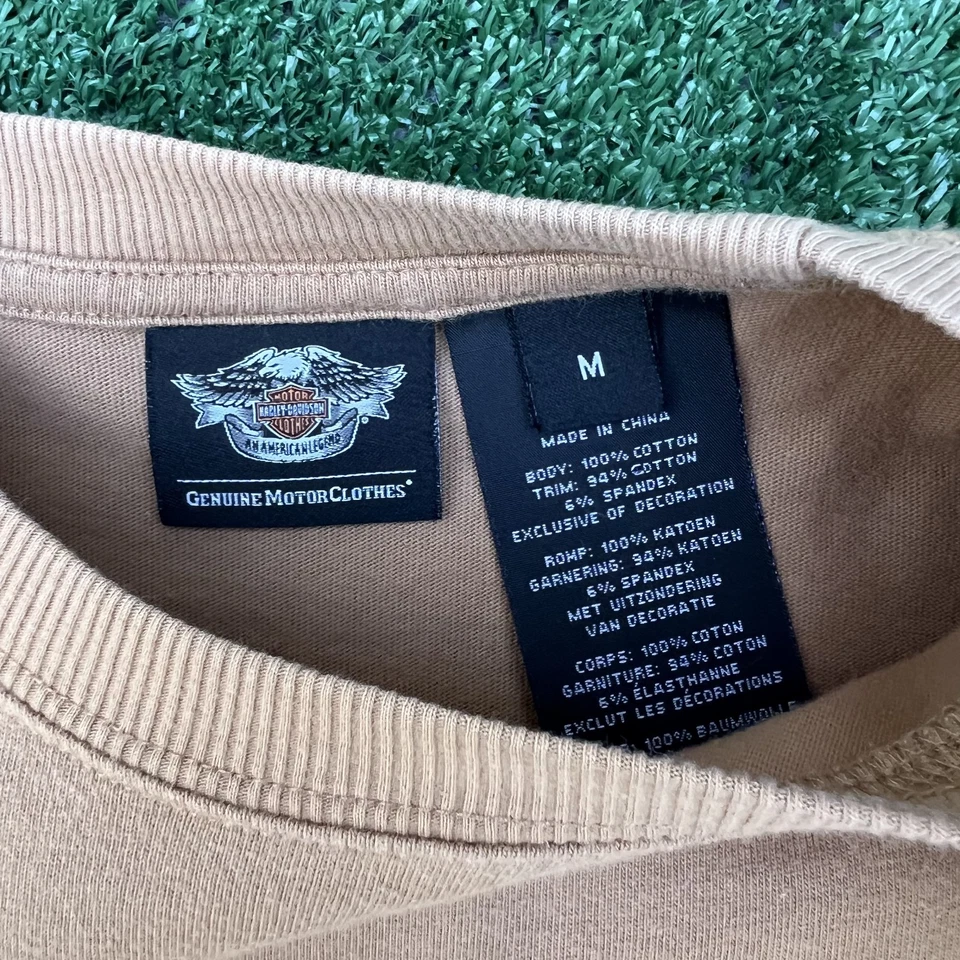 MOTOR
HARLEY-DAVIDSON
CLOTHES
®
AN AMERICAN LEGEND
GENUINE MOTORCLOTHES®
M
MADE IN CHINA
BODY: 100% COTTON
TRIM: 94% COTTON
6% SPANDEX
EXCLUSIVE OF DECORATION
ROMP: 100% KATOEN
GARNERING: 94% KATOEN
6% SPANDEX
MET UITZONDERING
VAN DECORATIE
CORPS: 100% COTON
GARNITURE: 94% COTON
6% ÉLASTHANNE
EXCLUT LES DÉCORATIONS
100% BAUMWOLLE